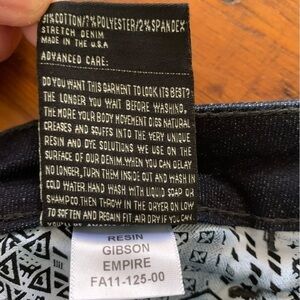 91%COTTON/7%POLYESTER/2%SPANDEX
STRETCH DENIM
MADE IN THE U.S.A
ADVANCED CARE:
DO YOU WANT THIS GARMENT TO LOOK ITS BEST?
THE LONGER YOU WAIT BEFORE WASHING,
THE MORE YOUR BODY MOVEMENT DIGS NATURAL
CREASES AND SCUFFS INTO THE VERY UNIQUE
RESIN AND DYE SOLUTIONS WE USE ON THE
SURFACE OF OUR DENIM. WHEN YOU CAN DELAY
NO LONGER, TURN THEM INSIDE OUT AND WASH IN
COLD WATER. HAND WASH WITH LIQUID SOAP OR
SHAMPOO. THEN THROW IN THE DRYER ON LOW
TO SOFTEN AND REGAIN FIT. AIR DRY IF YOU CAN.
RESIN
GIBSON
EMPIRE
FA11-125-00